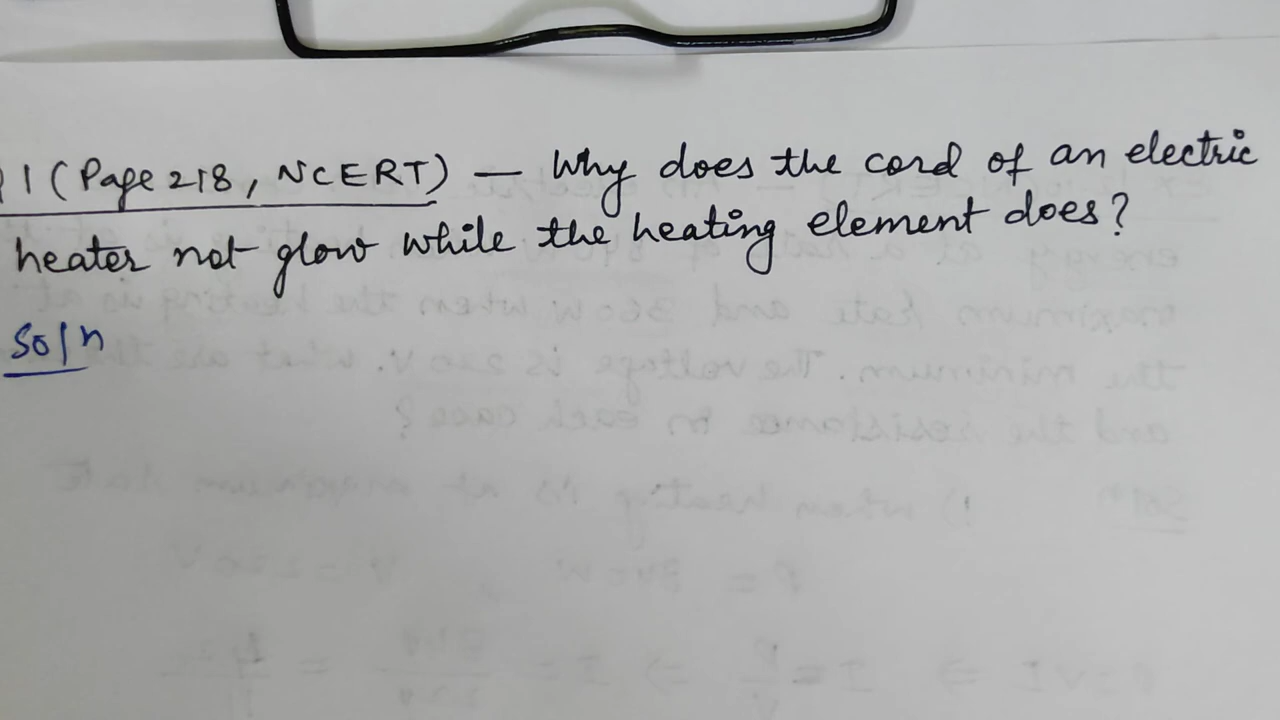 1 (Page 218, NCERT) — Why does the cord of an electric
heater not glow while the heating element does?
Soln